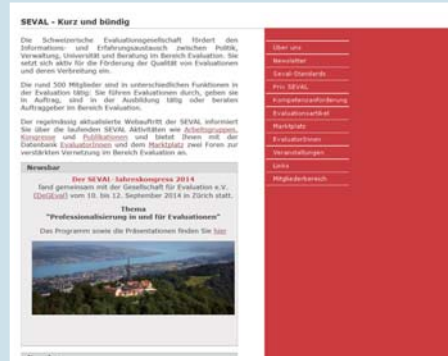 SEVAL - Kurz und bündig
Die Schweizerische Evaluationsgesellschaft fördert den
Informations- und Erfahrungsaustausch zwischen Politik,
Verwaltung, Universität und Beratung im Bereich Evaluation. Sie
setzt sich aktiv für die Förderung der Qualität von Evaluationen
und deren Verbreitung ein.
Die rund 500 Mitglieder sind in unterschiedlichen Funktionen in
der Evaluation tätig: Sie führen Evaluationen durch, geben sie
in Auftrag, sind in der Ausbildung tätig oder beraten
Auftraggeber im Bereich Evaluation.
Der regelmässig aktualisierte Webauftritt der SEVAL informiert
Sie über die laufenden SEVAL Aktivitäten wie Arbeitsgruppen,
Kongresse und Publikationen und bietet Ihnen mit der
Datenbank EvaluatorInnen und dem Marktplatz zwei Foren zur
verstärkten Vernetzung im Bereich Evaluation an.
Newsbar
Der SEVAL-Jahreskongress 2014
fand gemeinsam mit der Gesellschaft für Evaluation e.V.
(DeGEval) vom 10. bis 12. September 2014 in Zürich statt.
Thema
"Professionalisierung in und für Evaluationen"
Das Programm sowie die Präsentationen finden Sie hier
Über uns
Newsletter
Seval-Standards
Prix SEVAL
Kompetenzanforderung
Evaluationsartikel
Marktplatz
EvaluatorInnen
Veranstaltungen
Links
Mitgliederbereich